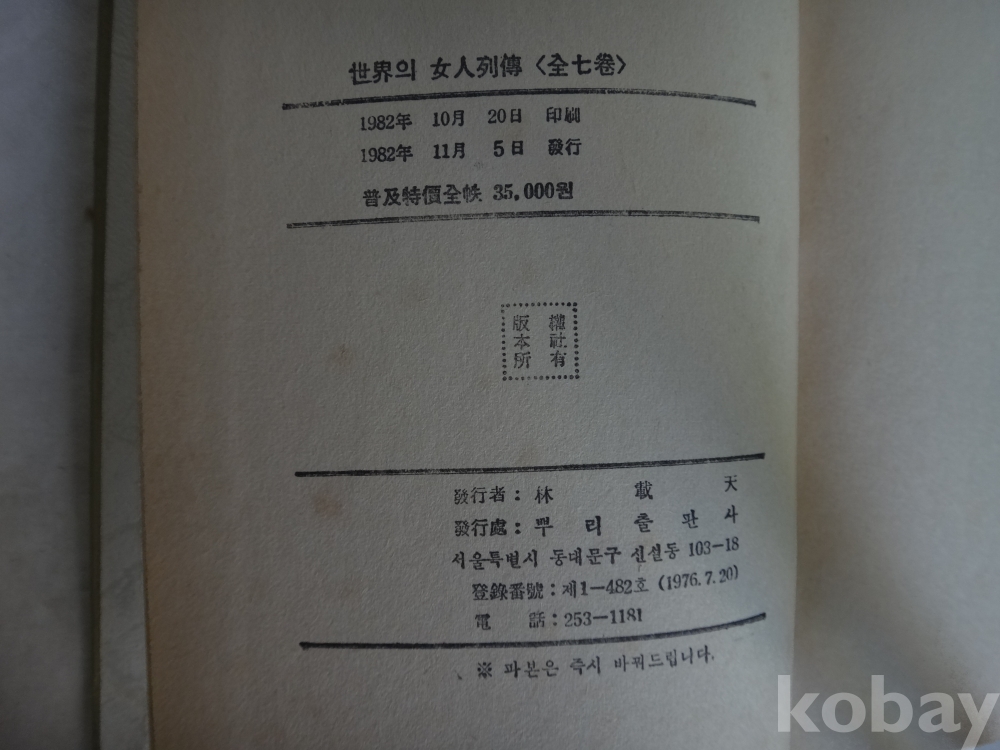 世界의 女人列傳 〈全七卷〉
1982年 10月 20日 印刷
1982年 11月 5日 發行
普及特價全帙 35,000원
版權
本社
所有
發行者 : 林 載 天
發行處 : 뿌리출판사
서울특별시 동대문구 신설동 103-18
登錄番號 : 제1-482호 (1976.7.20)
電 話 : 253-1181
※ 파본은 즉시 바꿔드립니다.
kobay